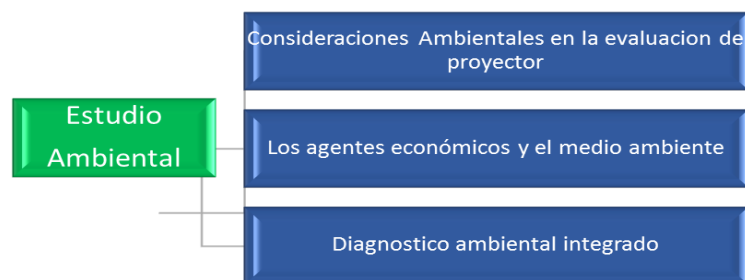 Consideraciones Ambientales en la evaluacion de
proyector
Estudio
Ambiental
Los agentes económicos y el medio ambiente
Diagnostico ambiental integrado